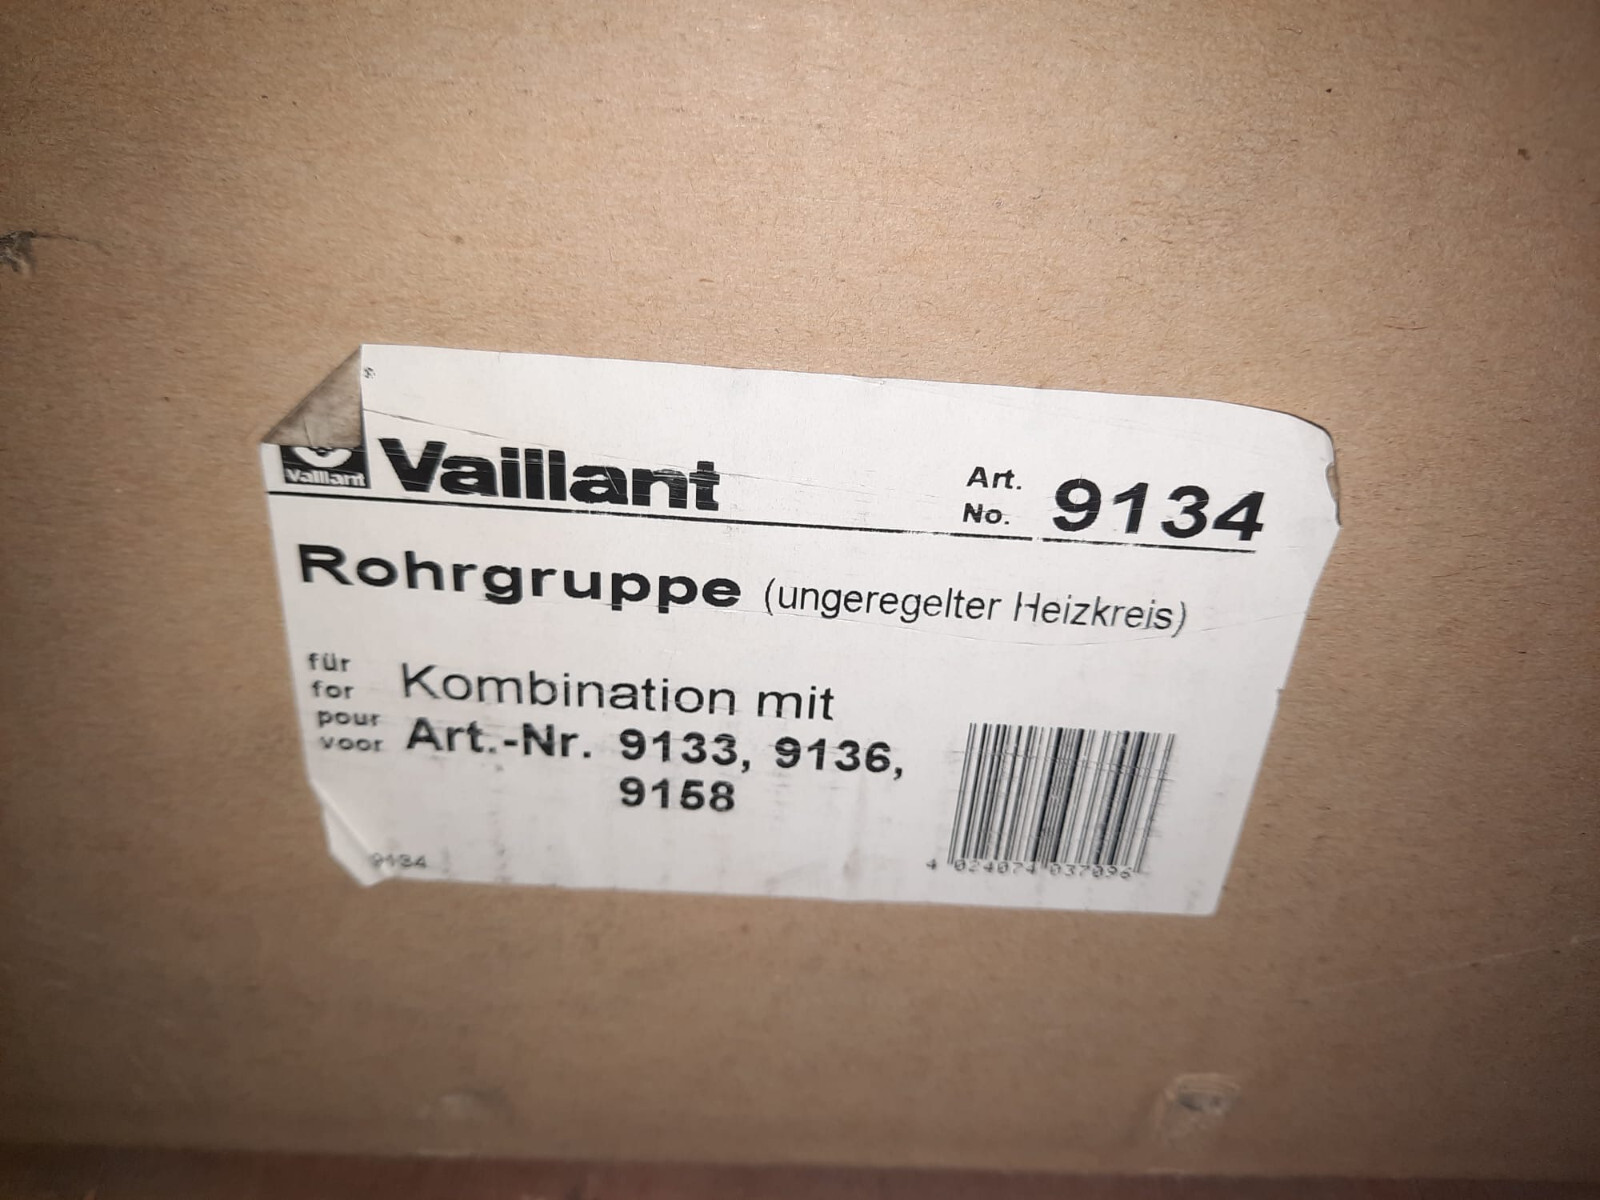 Vaillant
Vaillant
Art. No. 9134
Rohrgruppe (ungeregelter Heizkreis)
für
for
pour
voor
Kombination mit
Art.-Nr. 9133, 9136,
9158
9134
4 024074 037096